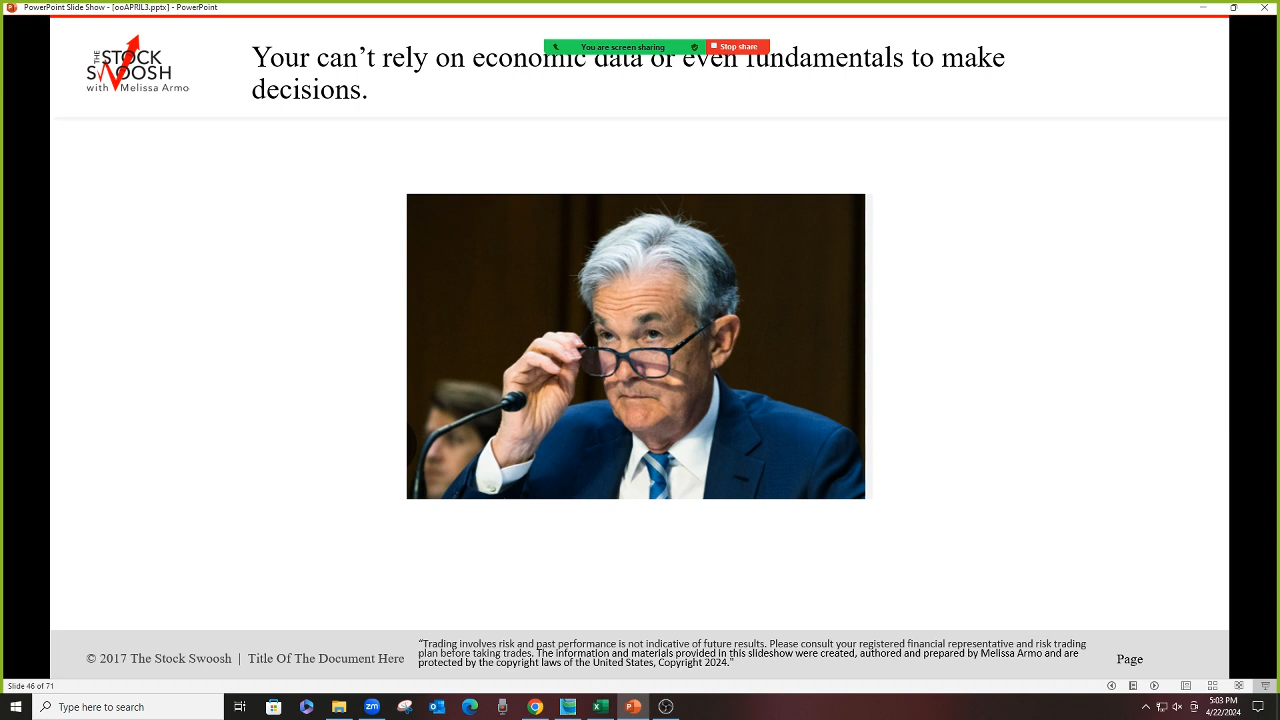 PowerPoint Slide Show - [ooAPRIL3.pptx] - PowerPoint
THE
STOCK
SWOOSH
with Melissa Armo
You are screen sharing
Stop share
Your can’t rely on economic data or even fundamentals to make
decisions.
© 2017 The Stock Swoosh | Title Of The Document Here
“Trading involves risk and past performance is not indicative of future results. Please consult your registered financial representative and risk trading
plan before taking trades. The information and materials provided in this slideshow were created, authored and prepared by Melissa Armo and are
protected by the copyright laws of the United States, Copyright 2024.”
Page
Slide 46 of 71
Type here to search
5:03 PM
4/22/2024